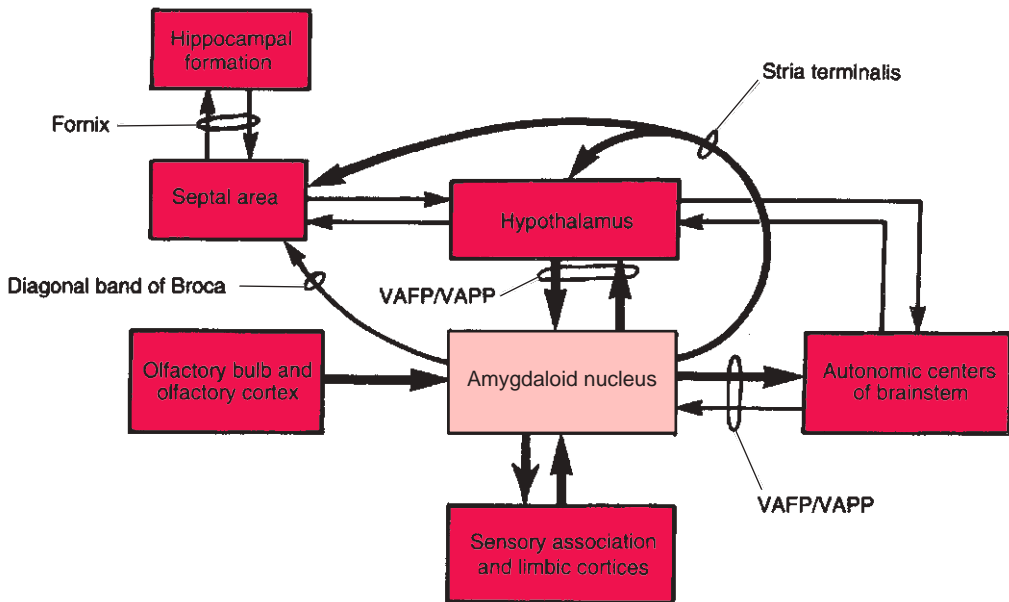 Hippocampal
formation
Stria terminalis
Fornix
Septal area
Hypothalamus
Diagonal band of Broca
VAFP/VAPP
Olfactory bulb and
olfactory cortex
Amygdaloid nucleus
Autonomic centers
of brainstem
VAFP/VAPP
Sensory association
and limbic cortices